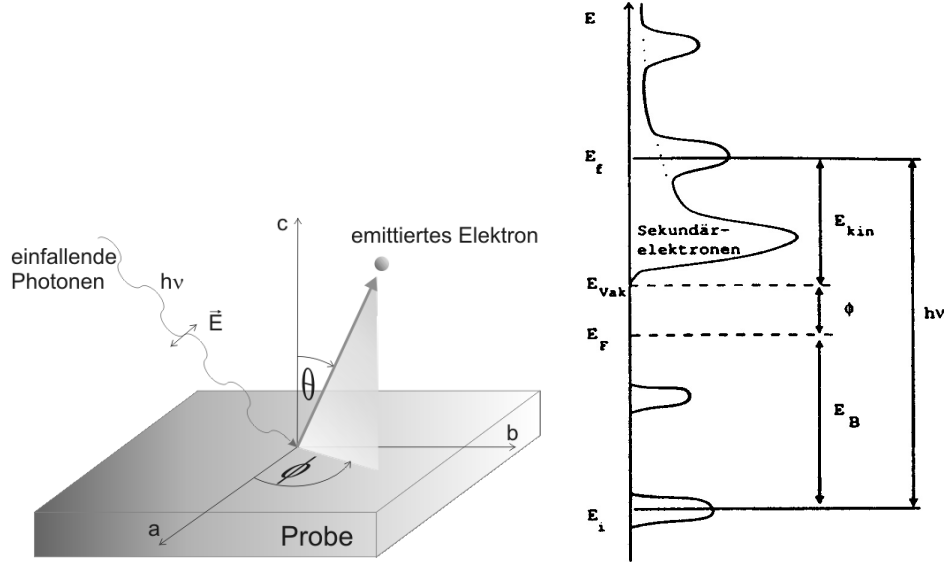 einfallende
Photonen
hν
E⃗
c
emittiertes Elektron
θ
b
ϕ
a
Probe
E
E_f
Sekundär-
elektronen
E_kin
E_Vak
ϕ
hν
E_F
E_B
E_i